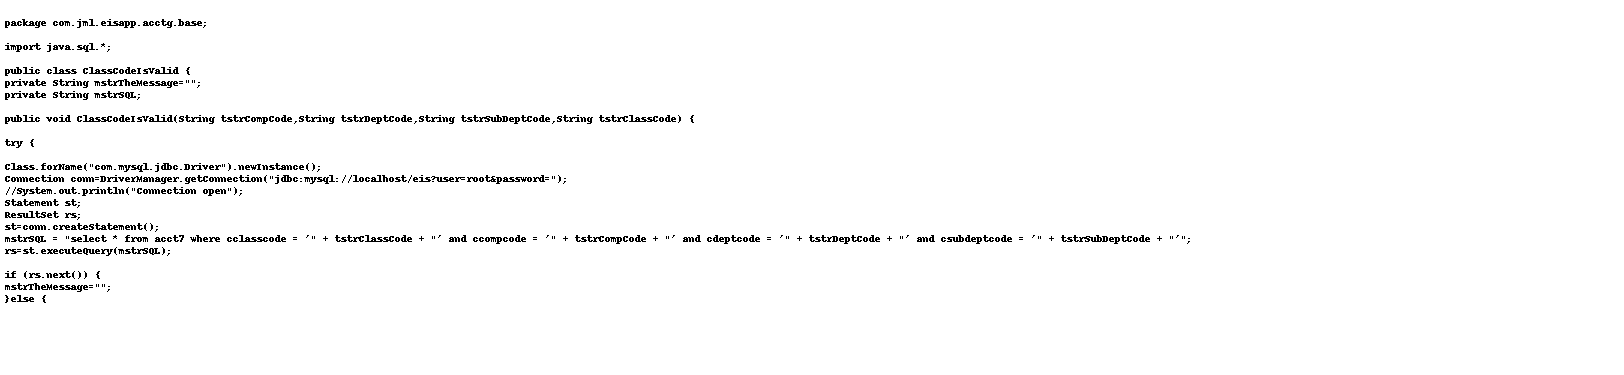 package com.jml.eisapp.acctg.base;
import java.sql.*;
public class ClassCodeIsValid {
private String mstrTheMessage="";
private String mstrSQL;
public void ClassCodeIsValid(String tstrCompCode,String tstrDeptCode,String tstrSubDeptCode,String tstrClassCode) {
try {
Class.forName("com.mysql.jdbc.Driver").newInstance();
Connection conn=DriverManager.getConnection("jdbc:mysql://localhost/eis?user=root&password=");
//System.out.println("Connection open");
Statement st;
ResultSet rs;
st=conn.createStatement();
mstrSQL = "select * from acct7 where cclasscode = '" + tstrClassCode + "' and ccompcode = '" + tstrCompCode + "' and cdeptcode = '" + tstrDeptCode + "' and csubdeptcode = '" + tstrSubDeptCode + "'";
rs=st.executeQuery(mstrSQL);
if (rs.next()) {
mstrTheMessage="";
}else {